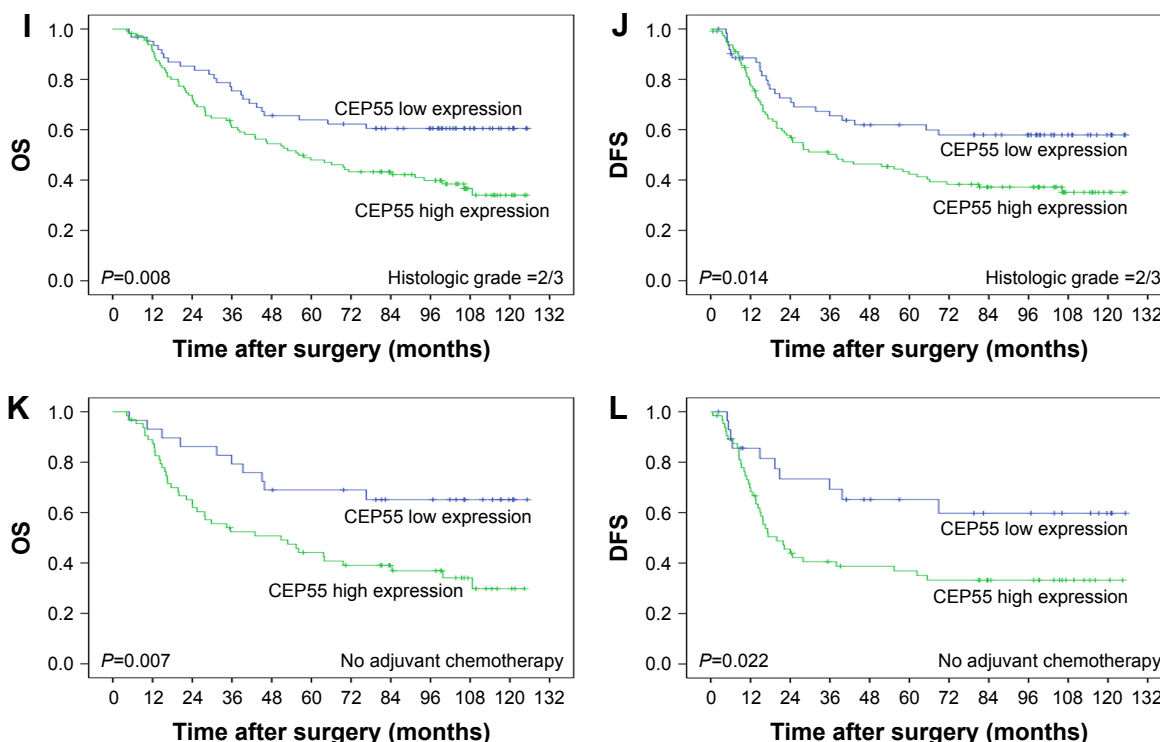 I
OS
1.0
0.8
0.6
0.4
0.2
0.0
CEP55 low expression
CEP55 high expression
P=0.008
Histologic grade =2/3
0 12 24 36 48 60 72 84 96 108 120 132
Time after surgery (months)
J
DFS
1.0
0.8
0.6
0.4
0.2
0.0
CEP55 low expression
CEP55 high expression
P=0.014
Histologic grade =2/3
0 12 24 36 48 60 72 84 96 108 120 132
Time after surgery (months)
K
OS
1.0
0.8
0.6
0.4
0.2
0.0
CEP55 low expression
CEP55 high expression
P=0.007
No adjuvant chemotherapy
0 12 24 36 48 60 72 84 96 108 120 132
Time after surgery (months)
L
DFS
1.0
0.8
0.6
0.4
0.2
0.0
CEP55 low expression
CEP55 high expression
P=0.022
No adjuvant chemotherapy
0 12 24 36 48 60 72 84 96 108 120 132
Time after surgery (months)